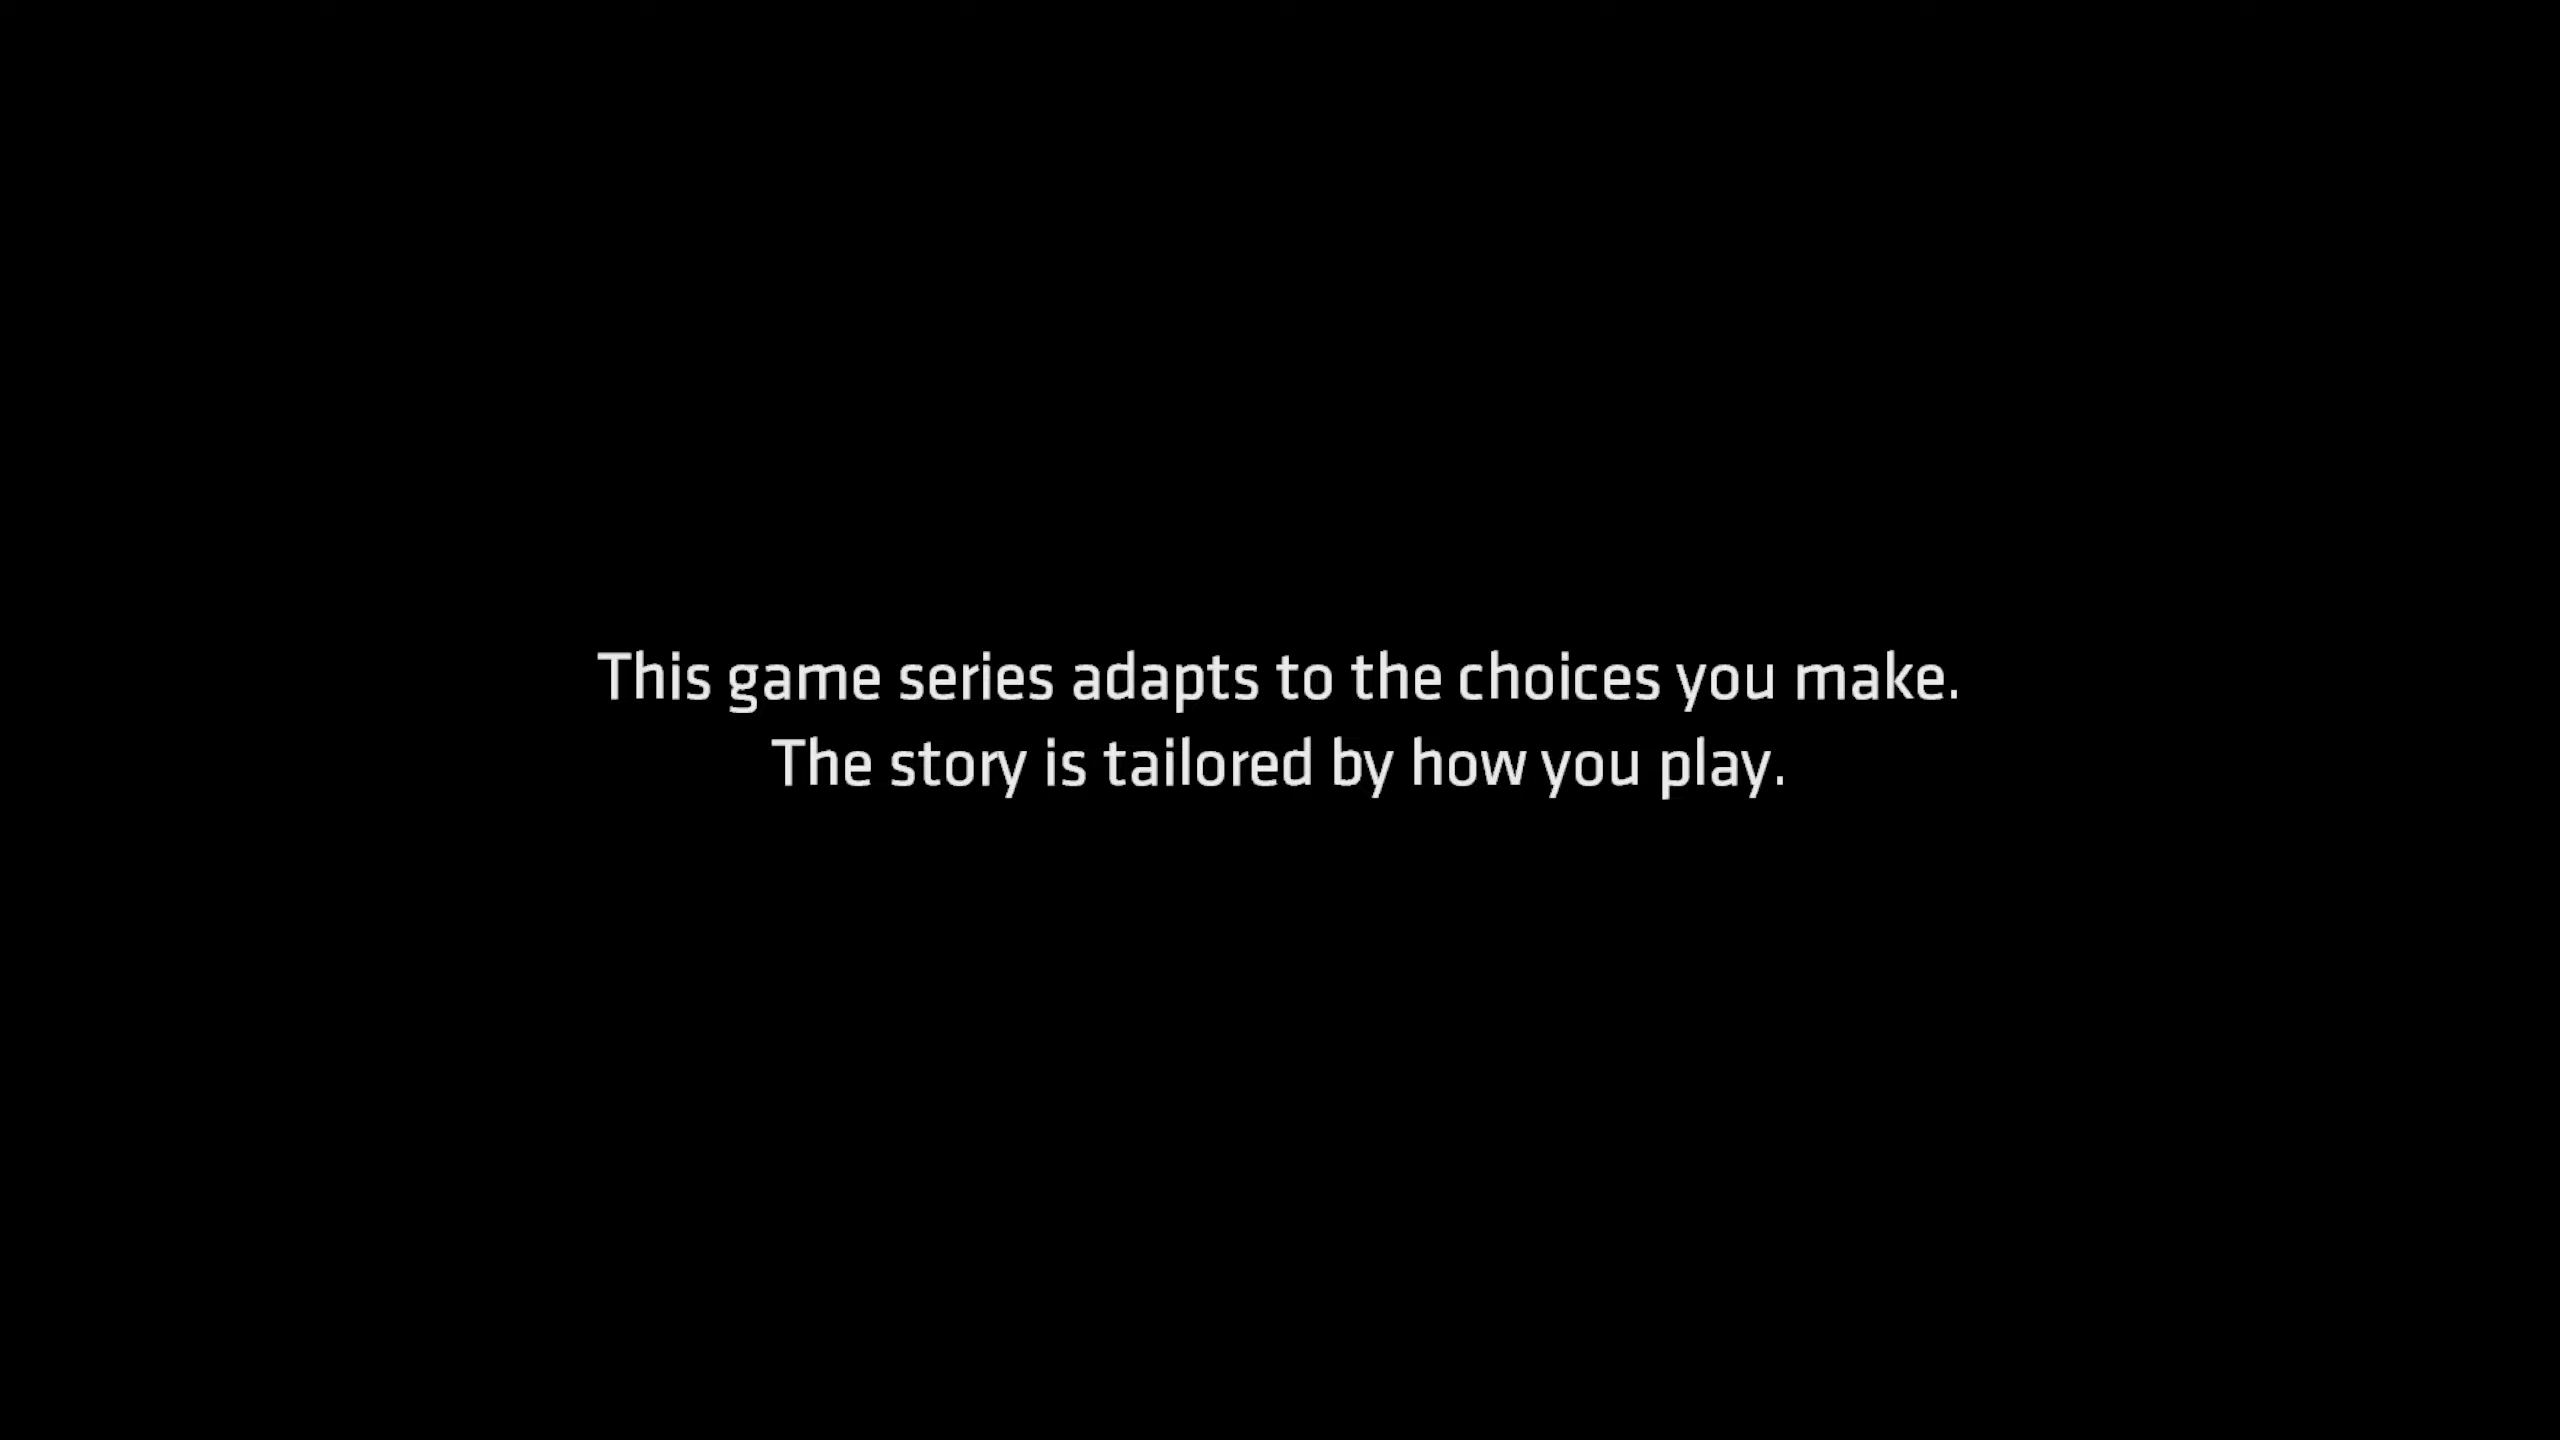 This game series adapts to the choices you make.
The story is tailored by how you play.